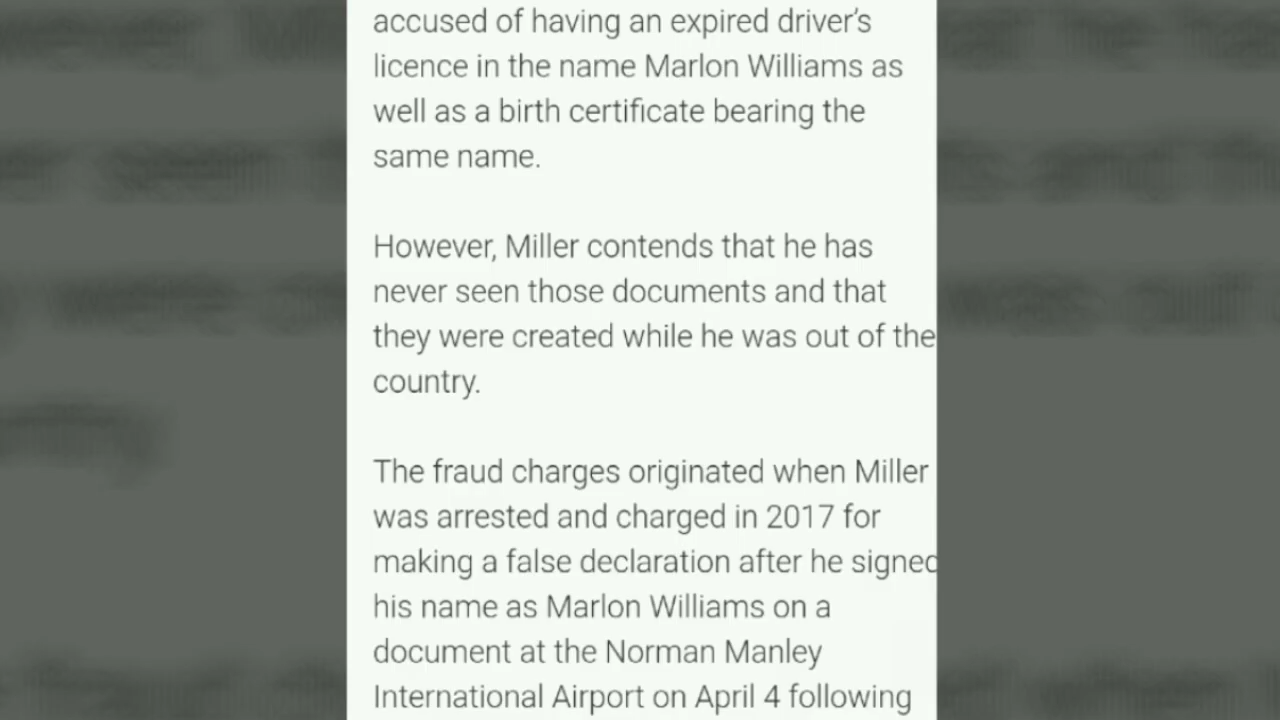 accused of having an expired driver’s
licence in the name Marlon Williams as
well as a birth certificate bearing the
same name.
However, Miller contends that he has
never seen those documents and that
they were created while he was out of the
country.
The fraud charges originated when Miller
was arrested and charged in 2017 for
making a false declaration after he signed
his name as Marlon Williams on a
document at the Norman Manley
International Airport on April 4 following